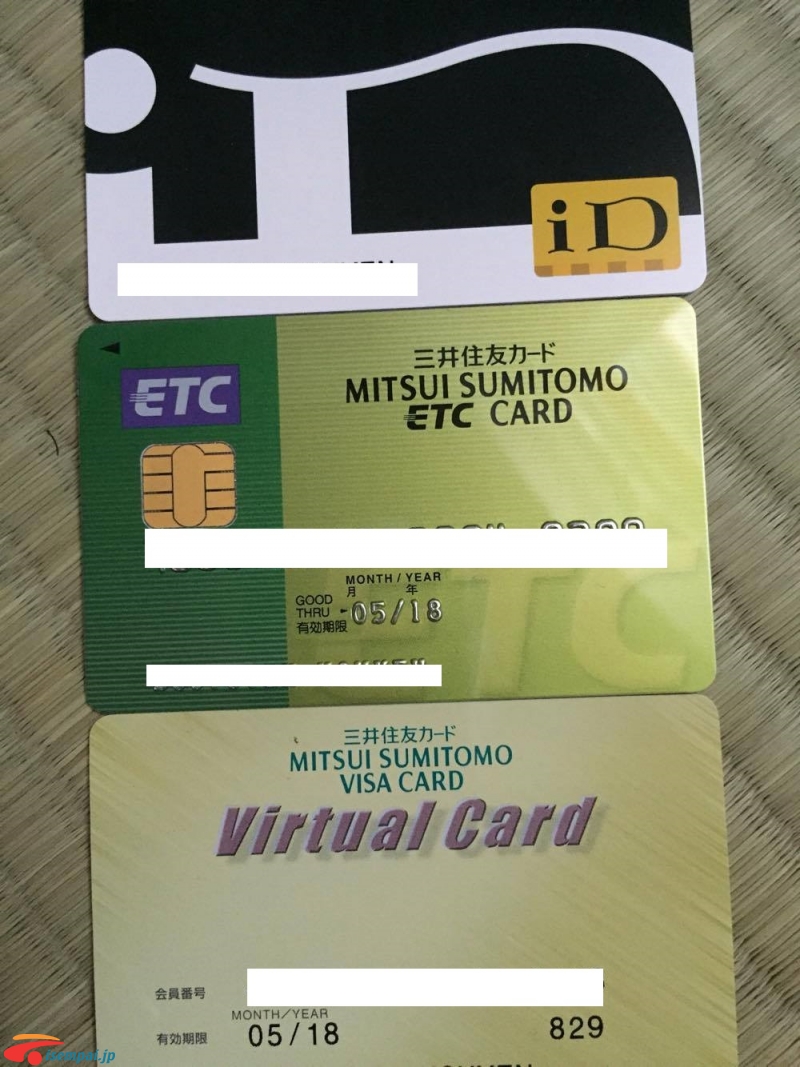 iD
iD
ETC
三井住友カード
MITSUI SUMITOMO
ETC CARD
MONTH / YEAR
月 年
GOOD
THRU 05/18
有効期限
ETC
三井住友カード
MITSUI SUMITOMO
VISA CARD
Virtual Card
会員番号
MONTH/YEAR
有効期限 05/18 829